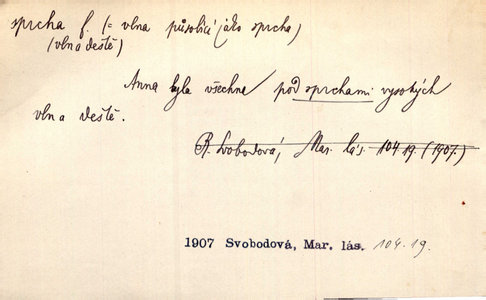 sprcha f. (= vlna působící jako sprcha)
(vlna deště)
Anna byla všechna pod sprchami vysokých
vln a deště.
R. Svobodová, Mar. lás. 104.19. (1907.)
1907 Svobodová, Mar. lás. 104.19.